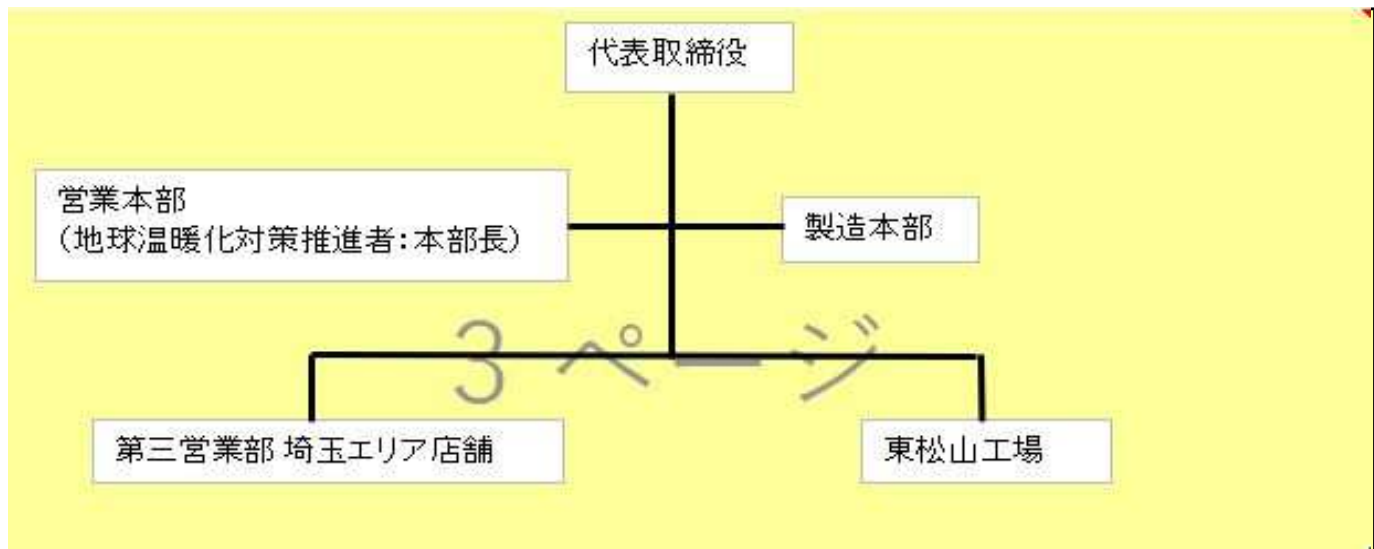 代表取締役
営業本部
(地球温暖化対策推進者:本部長)
製造本部
3 ページ
第三営業部 埼玉エリア店舗
東松山工場